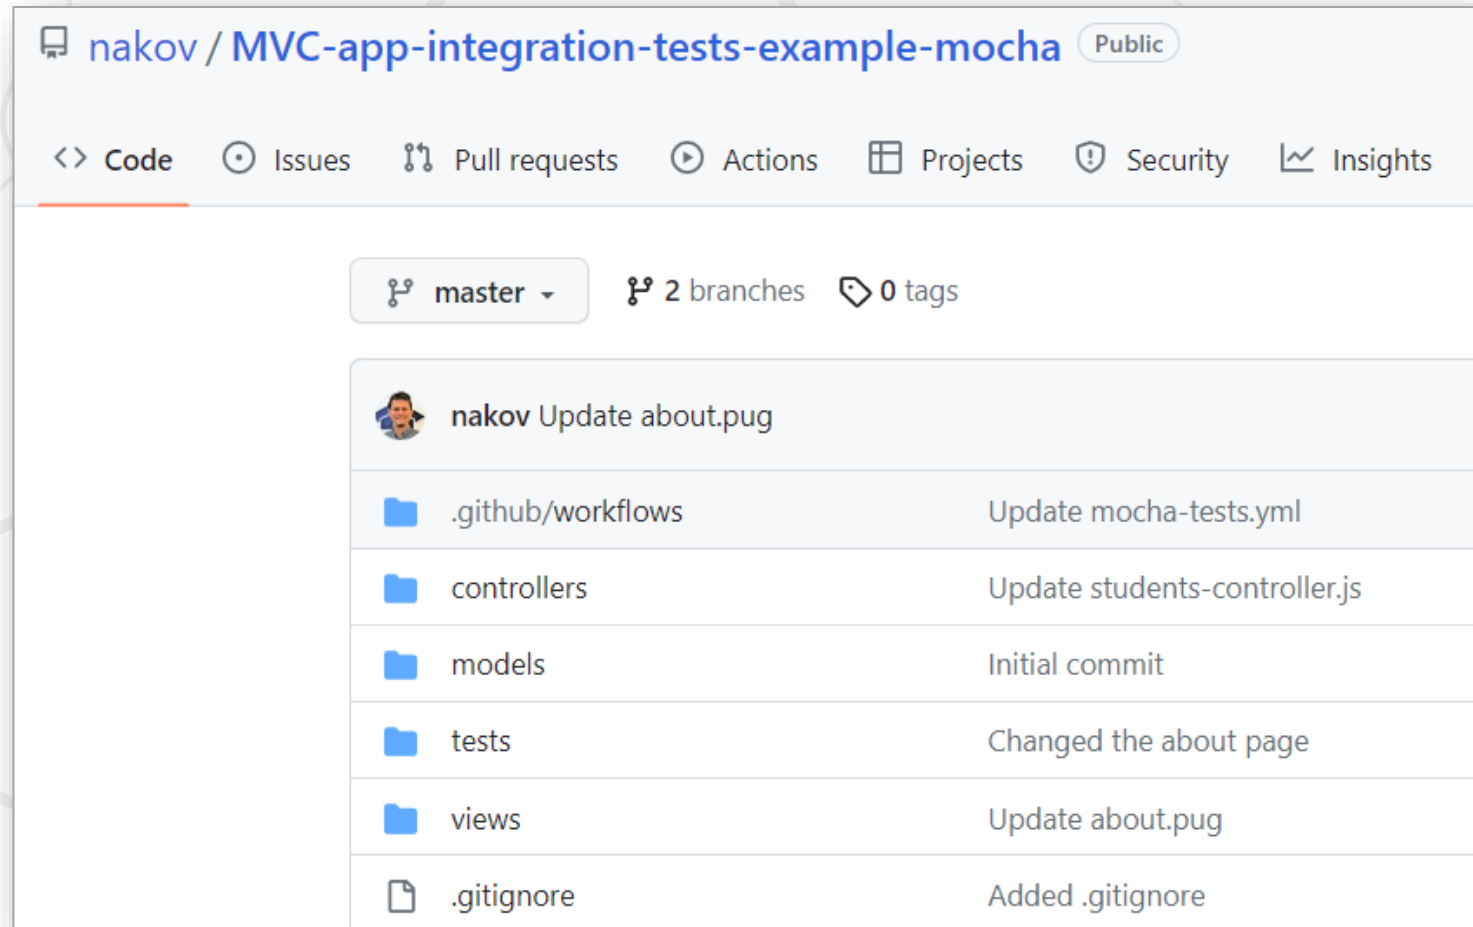 nakov / MVC-app-integration-tests-example-mocha Public
Code Issues Pull requests Actions Projects Security Insights
master 2 branches 0 tags
nakov Update about.pug
.github/workflows Update mocha-tests.yml
controllers Update students-controller.js
models Initial commit
tests Changed the about page
views Update about.pug
.gitignore Added .gitignore